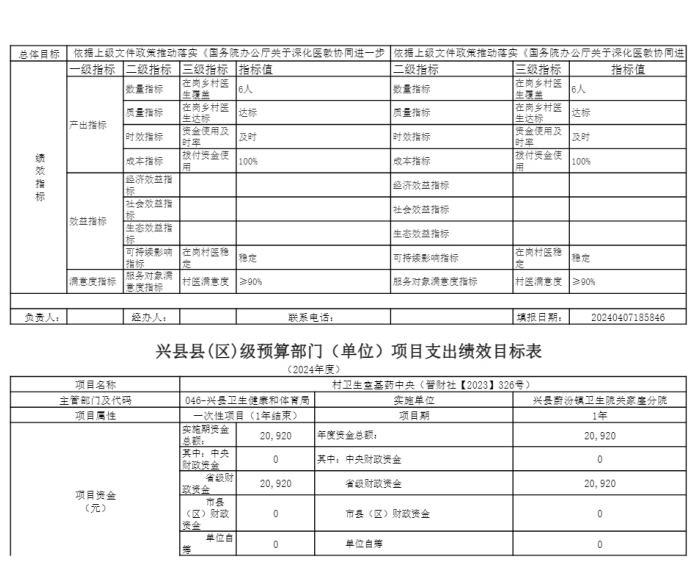 总体目标 依据上级文件政策推动落实《国务院办公厅关于深化医教协同进一步 依据上级文件政策推动落实《国务院办公厅关于深化医教协同进
绩效指标 一级指标 二级指标 三级指标 指标值 二级指标 三级指标 指标值
产出指标 数量指标 在岗乡村医生覆盖 6人 数量指标 在岗乡村医生覆盖 6人
质量指标 在岗乡村医生达标 达标 质量指标 在岗乡村医生达标 达标
时效指标 资金使用及时率 及时 时效指标 资金使用及时率 及时
成本指标 拨付资金使用 100% 成本指标 拨付资金使用 100%
效益指标 经济效益指标 经济效益指标
社会效益指标 社会效益指标
生态效益指标 生态效益指标
可持续影响指标 在岗村医稳定 稳定 可持续影响指标 在岗村医稳定 稳定
满意度指标 服务对象满意度指标 村医满意度 ≥90% 服务对象满意度指标 村医满意度 ≥90%
负责人: 经办人: 联系电话: 填报日期: 20240407185846
兴县县(区)级预算部门（单位）项目支出绩效目标表
（2024年度）
项目名称 村卫生室基药中央（晋财社【2023】326号）
主管部门及代码 046-兴县卫生健康和体育局 实施单位 兴县蔚汾镇卫生院关家崖分院
项目属性 一次性项目（1年结束） 项目期 1年
项目资金（元） 实施期资金总额: 20,920 年度资金总额: 20,920
其中: 中央财政资金 0 其中: 中央财政资金 0
省级财政资金 20,920 省级财政资金 20,920
市县（区）财政资金 0 市县（区）财政资金 0
单位自筹 0 单位自筹 0